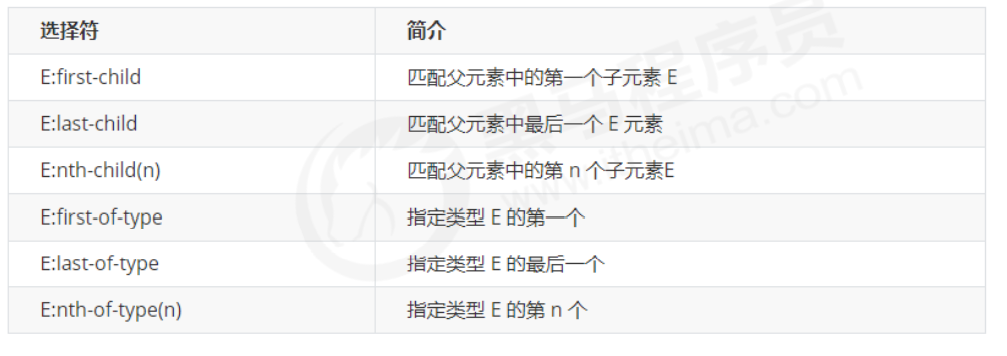 选择符 简介
E:first-child 匹配父元素中的第一个子元素 E
E:last-child 匹配父元素中最后一个 E 元素
E:nth-child(n) 匹配父元素中的第 n 个子元素E
E:first-of-type 指定类型 E 的第一个
E:last-of-type 指定类型 E 的最后一个
E:nth-of-type(n) 指定类型 E 的第 n 个
黑马程序员
www.itheima.com